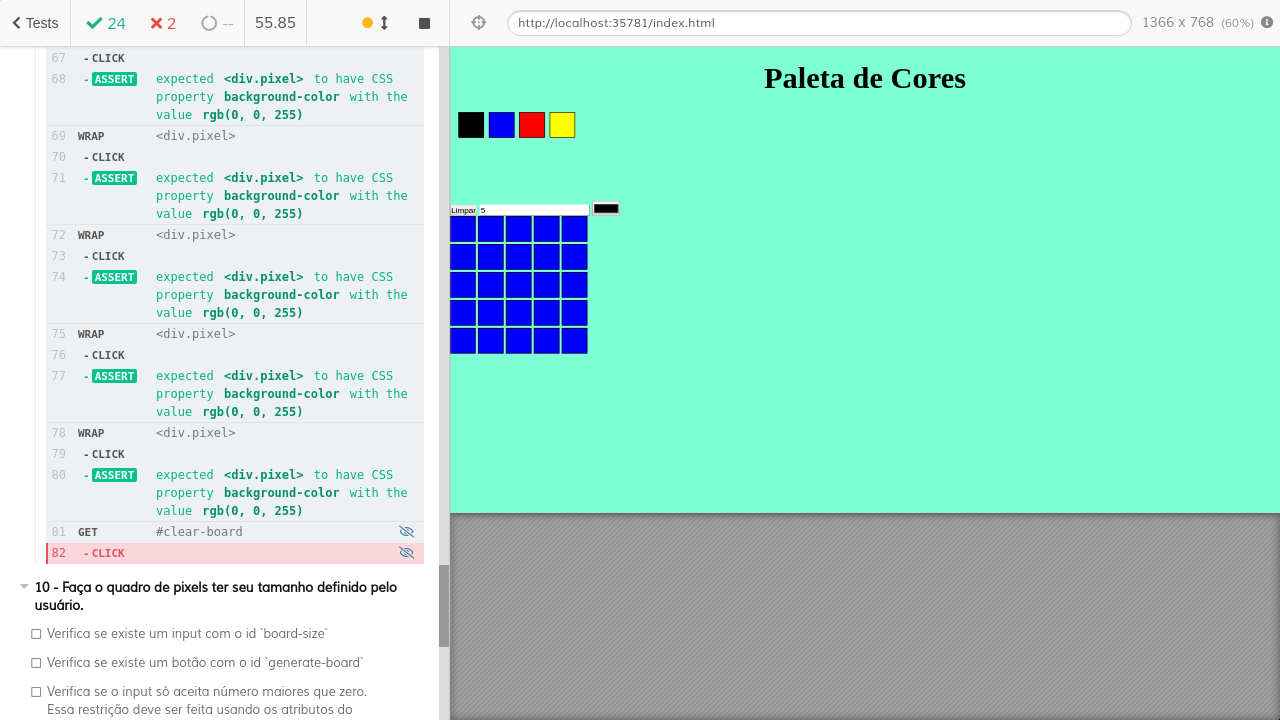 Tests 24 2 -- 55.85 http://localhost:35781/index.html 1366 x 768 (60%)
67 -CLICK
68 -ASSERT expected <div.pixel> to have CSS
property background-color with the
value rgb(0, 0, 255)
69 WRAP <div.pixel>
70 -CLICK
71 -ASSERT expected <div.pixel> to have CSS
property background-color with the
value rgb(0, 0, 255)
72 WRAP <div.pixel>
73 -CLICK
74 -ASSERT expected <div.pixel> to have CSS
property background-color with the
value rgb(0, 0, 255)
75 WRAP <div.pixel>
76 -CLICK
77 -ASSERT expected <div.pixel> to have CSS
property background-color with the
value rgb(0, 0, 255)
78 WRAP <div.pixel>
79 -CLICK
80 -ASSERT expected <div.pixel> to have CSS
property background-color with the
value rgb(0, 0, 255)
81 GET #clear-board
82 -CLICK
10 - Faça o quadro de pixels ter seu tamanho definido pelo
usuário.
Verifica se existe um input com o id `board-size`
Verifica se existe um botão com o id `generate-board`
Verifica se o input só aceita número maiores que zero.
Essa restrição deve ser feita usando os atributos do
Paleta de Cores
Limpar 5